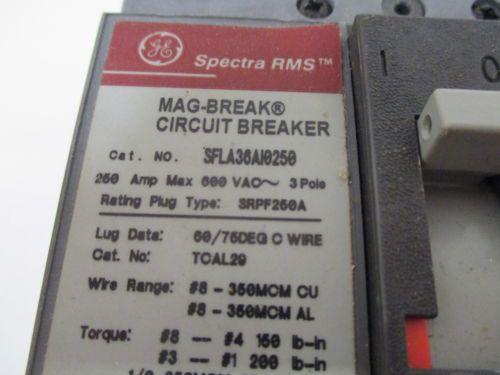 GE Spectra RMS™
MAG-BREAK®
CIRCUIT BREAKER
Cat. NO. SFLA36AI0250
250 Amp Max 600 VAC~ 3 Pole
Rating Plug Type: SRPF250A
Lug Data: 60/75DEG C WIRE
Cat. No: TCAL29
Wire Range: #8 - 350MCM CU
#8 - 350MCM AL
Torque: #8 -- #4 150 lb-in
#3 -- #1 200 lb-in